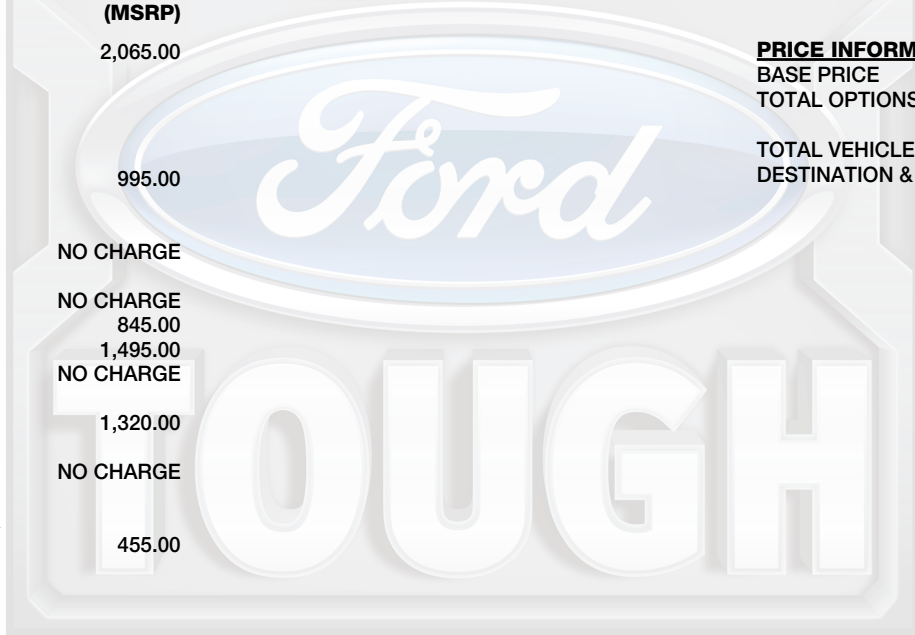 (MSRP)
2,065.00
995.00
NO CHARGE
NO CHARGE
845.00
1,495.00
NO CHARGE
1,320.00
NO CHARGE
455.00
PRICE INFORM
BASE PRICE
TOTAL OPTIONS
TOTAL VEHICLE
DESTINATION &
Ford
TOUGH